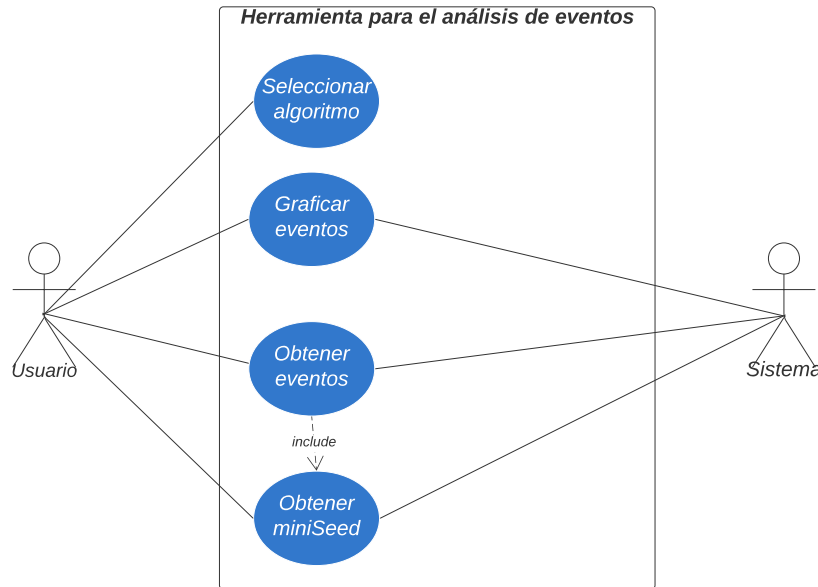 Herramienta para el análisis de eventos
Seleccionar
algoritmo
Graficar
eventos
Usuario
Obtener
eventos
Sistema
include
Obtener
miniSeed